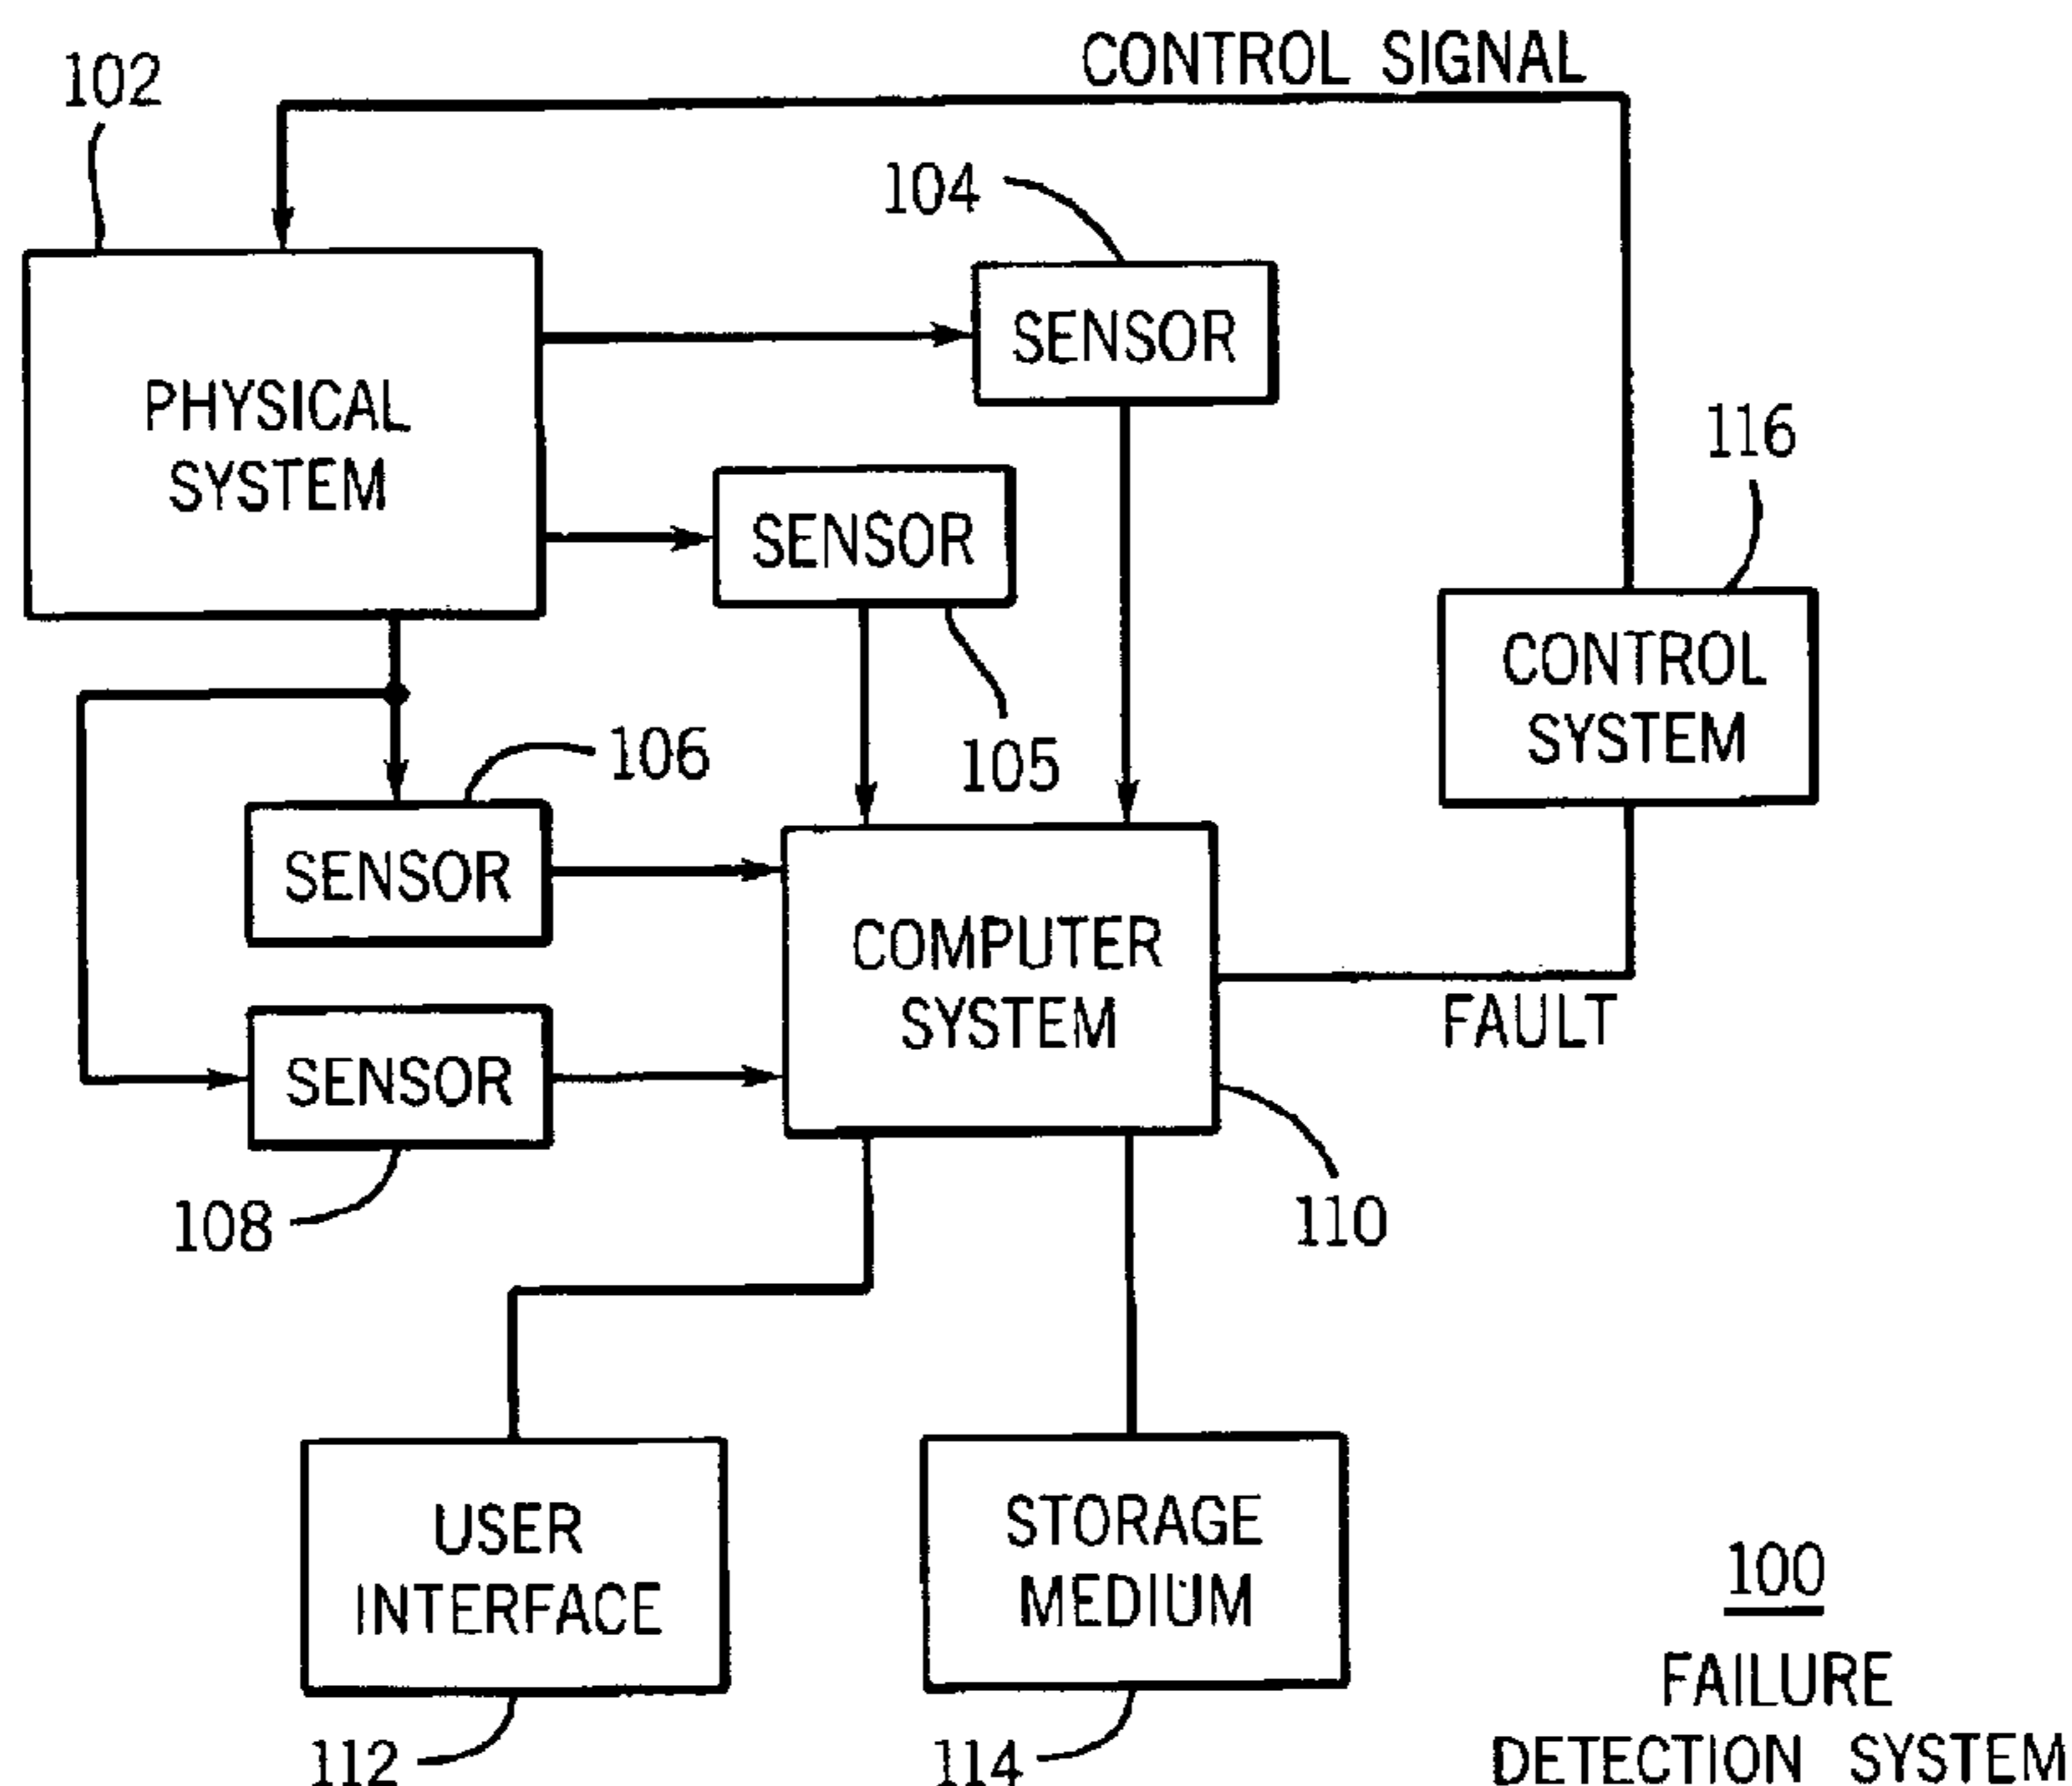 CONTROL SIGNAL
102
104
SENSOR
PHYSICAL
SYSTEM
116
SENSOR
CONTROL
SYSTEM
106
105
SENSOR
COMPUTER
SYSTEM
FAULT
SENSOR
108
110
USER
INTERFACE
STORAGE
MEDIUM
100
FAILURE
DETECTION SYSTEM
112
114